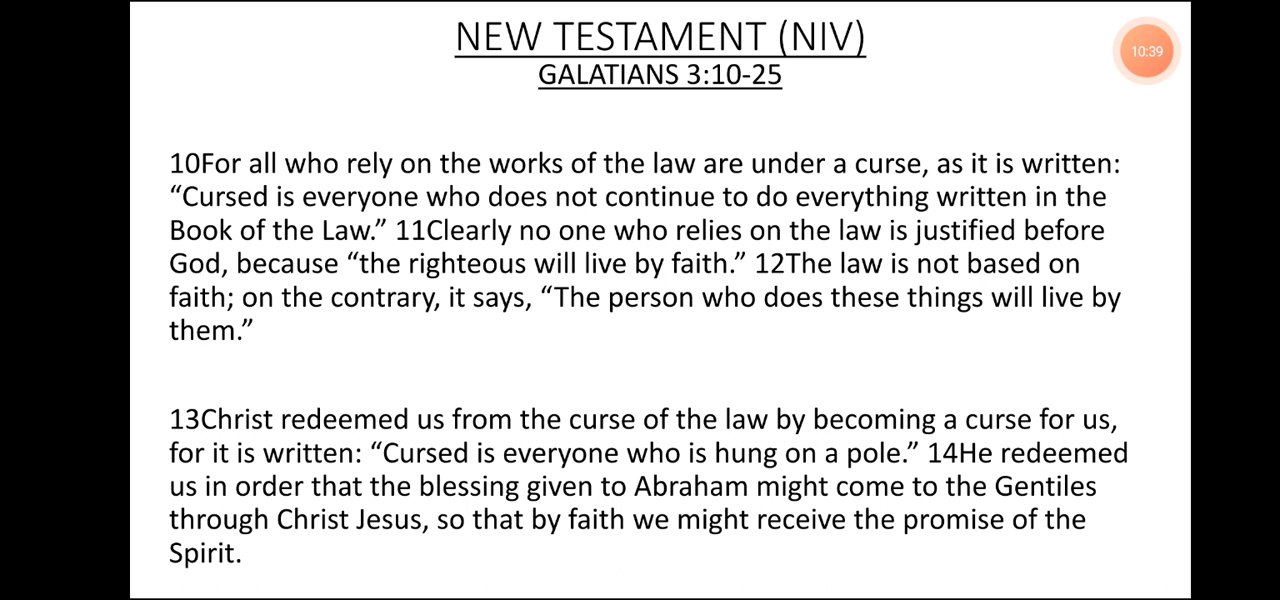 NEW TESTAMENT (NIV)
10:39
GALATIANS 3:10-25
10For all who rely on the works of the law are under a curse, as it is written:
“Cursed is everyone who does not continue to do everything written in the
Book of the Law.” 11Clearly no one who relies on the law is justified before
God, because “the righteous will live by faith.” 12The law is not based on
faith; on the contrary, it says, “The person who does these things will live by
them.”
13Christ redeemed us from the curse of the law by becoming a curse for us,
for it is written: “Cursed is everyone who is hung on a pole.” 14He redeemed
us in order that the blessing given to Abraham might come to the Gentiles
through Christ Jesus, so that by faith we might receive the promise of the
Spirit.